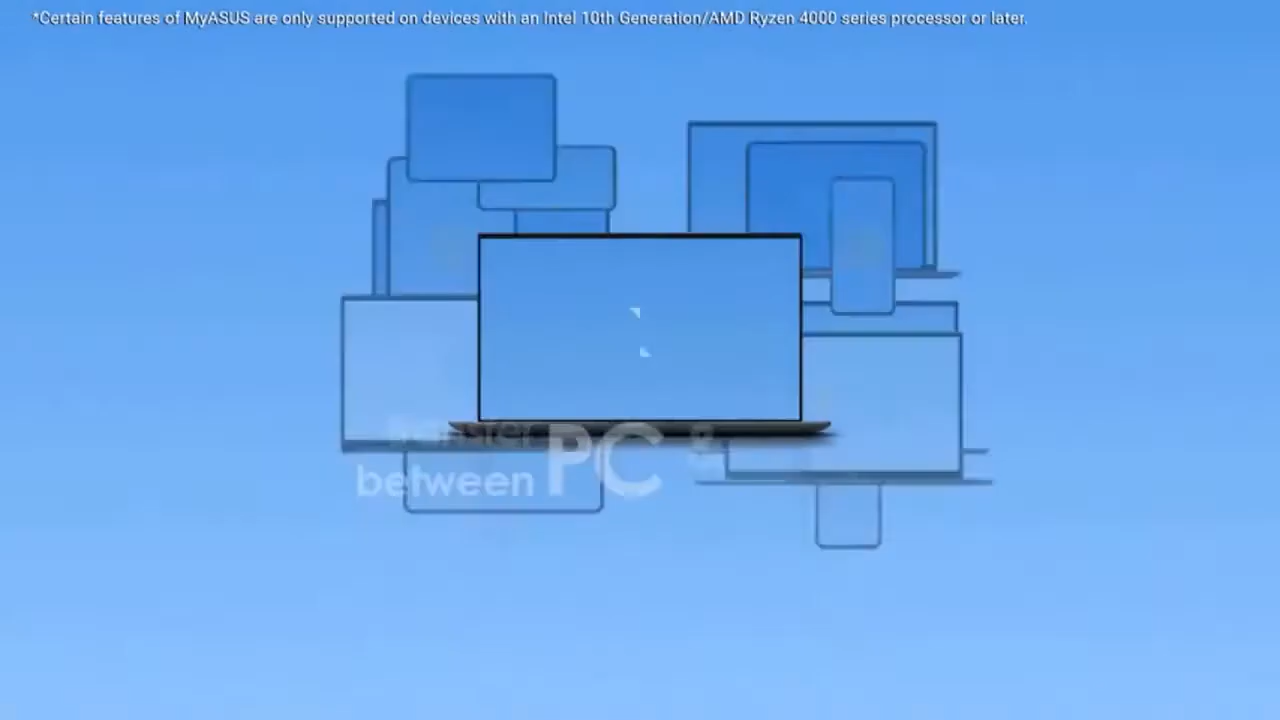 *Certain features of MyASUS are only supported on devices with an Intel 10th Generation/AMD Ryzen 4000 series processor or later.
Transfer
between PC &